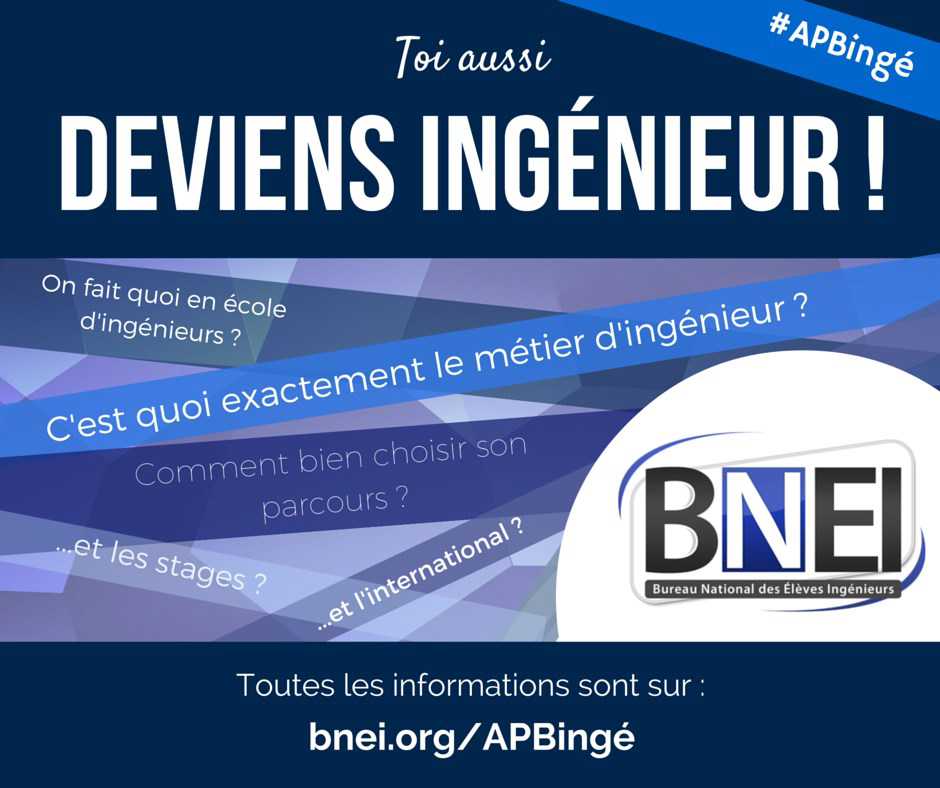 #APBingé
Toi aussi
DEVIENS INGÉNIEUR !
On fait quoi en école
d'ingénieurs ?
C'est quoi exactement le métier d'ingénieur ?
Comment bien choisir son
parcours ?
...et les stages ?
...et l'international ?
BNEI
Bureau National des Élèves Ingénieurs
Toutes les informations sont sur :
bnei.org/APBingé